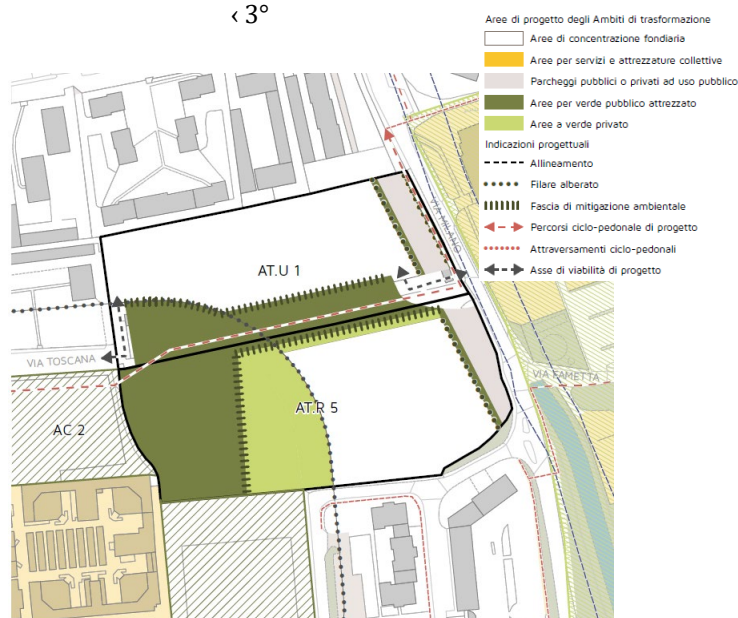 ‹ 3°
Aree di progetto degli Ambiti di trasformazione
Aree di concentrazione fondiaria
Aree per servizi e attrezzature collettive
Parcheggi pubblici o privati ad uso pubblico
Aree per verde pubblico attrezzato
Aree a verde privato
Indicazioni progettuali
Allineamento
Filare alberato
Fascia di mitigazione ambientale
Percorsi ciclo-pedonale di progetto
Attraversamenti ciclo-pedonali
Asse di viabilità di progetto
VIA MILANO
AT.U 1
VIA TOSCANA
VIA FAMETTA
AT.R 5
AC 2